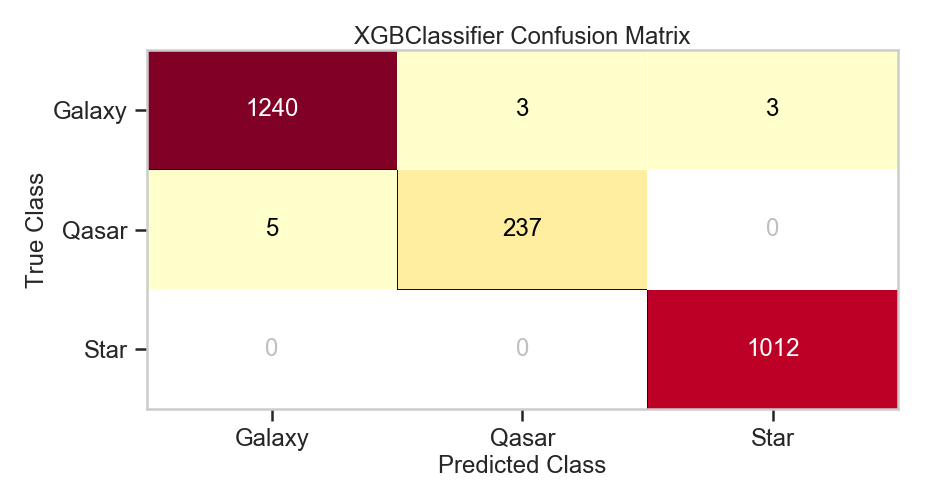 XGBClassifier Confusion Matrix
True Class
Galaxy 1240 3 3
Qasar 5 237 0
Star 0 0 1012
Galaxy Qasar Star
Predicted Class